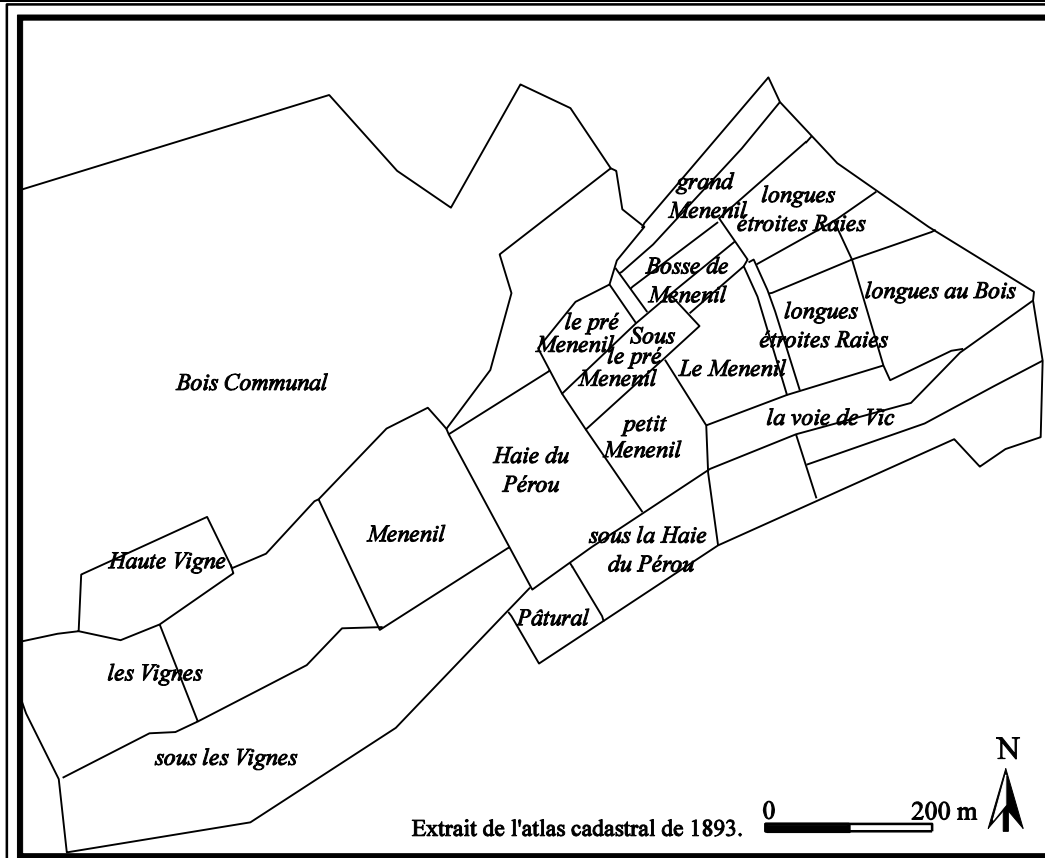 grand
Menenil
longues
étroites Raies
Bosse de
Menenil
longues au Bois
le pré
Menenil
Sous
le pré
Menenil
longues
étroites Raies
Le Menenil
Bois Communal
la voie de Vic
petit
Menenil
Haie du
Pérou
Menenil
sous la Haie
du Pérou
Haute Vigne
Pâtural
les Vignes
sous les Vignes
N
0 200 m
Extrait de l'atlas cadastral de 1893.